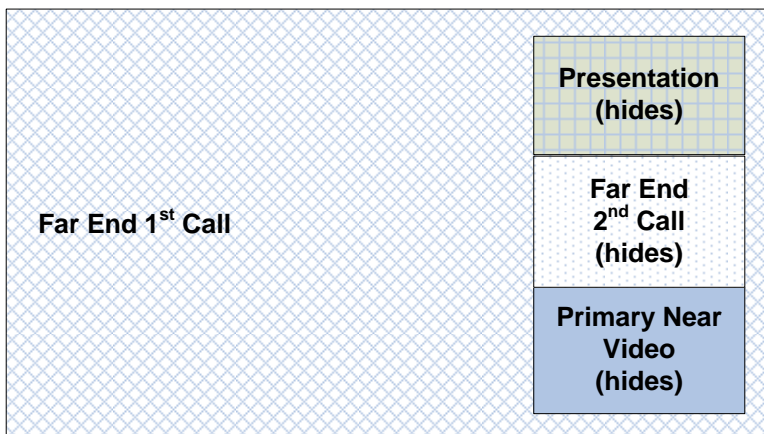 Far End 1st Call
Presentation
(hides)
Far End
2nd Call
(hides)
Primary Near
Video
(hides)